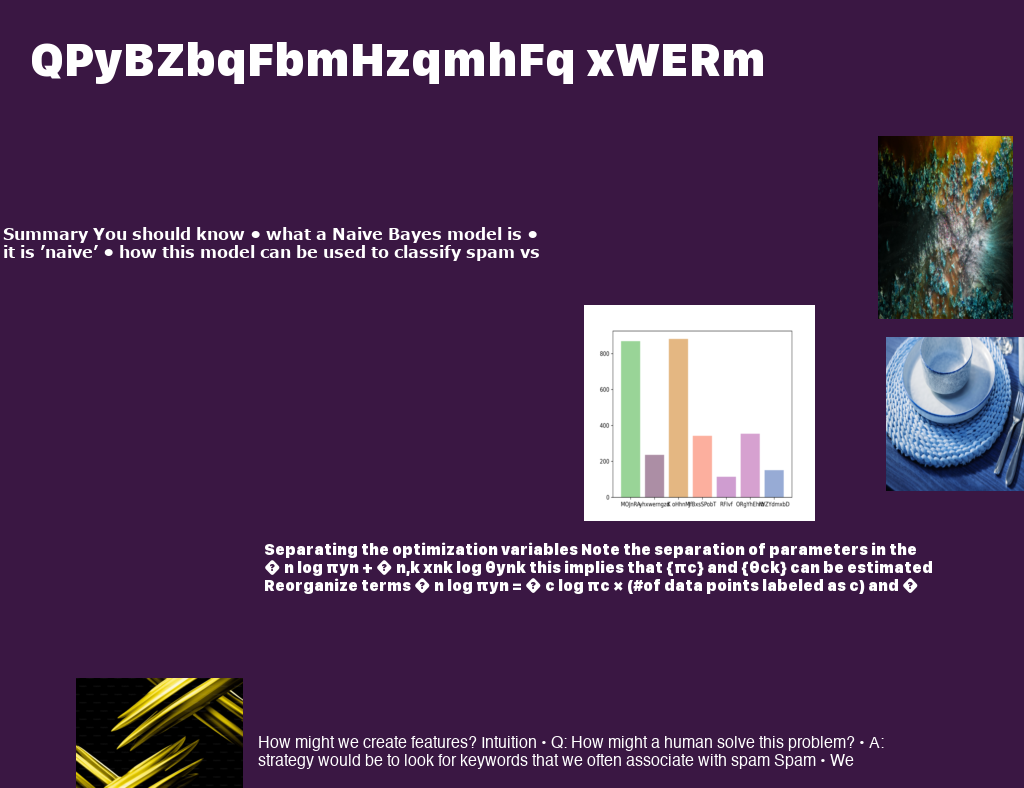 QPyBZbqFbmHzqmhFq xWERm
Summary You should know • what a Naive Bayes model is •
it is ’naive’ • how this model can be used to classify spam vs
800
600
400
200
0
MOJnRA
RFlvf
Separating the optimization variables Note the separation of parameters in the
� n log πyn + � n,k xnk log θynk this implies that {πc} and {θck} can be estimated
Reorganize terms � n log πyn = � c log πc × (#of data points labeled as c) and �
How might we create features? Intuition • Q: How might a human solve this problem? • A:
strategy would be to look for keywords that we often associate with spam Spam • We